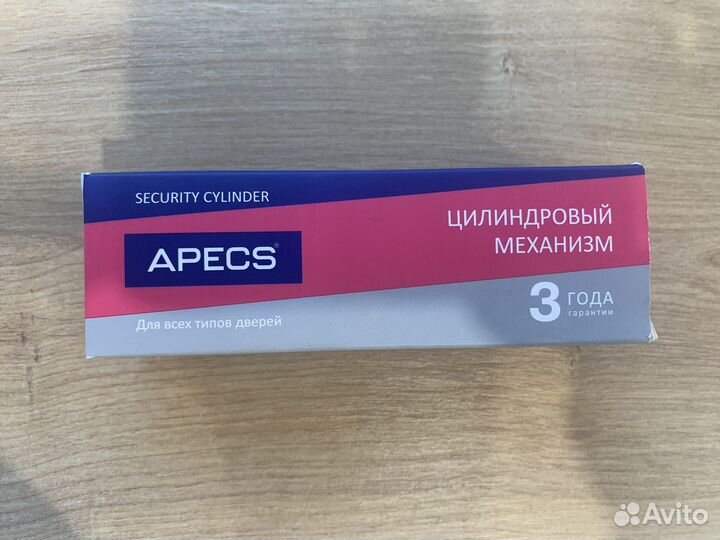 SECURITY CYLINDER
APECS®
Для всех типов дверей
ЦИЛИНДРОВЫЙ
МЕХАНИЗМ
3 ГОДА
гарантии
Avito